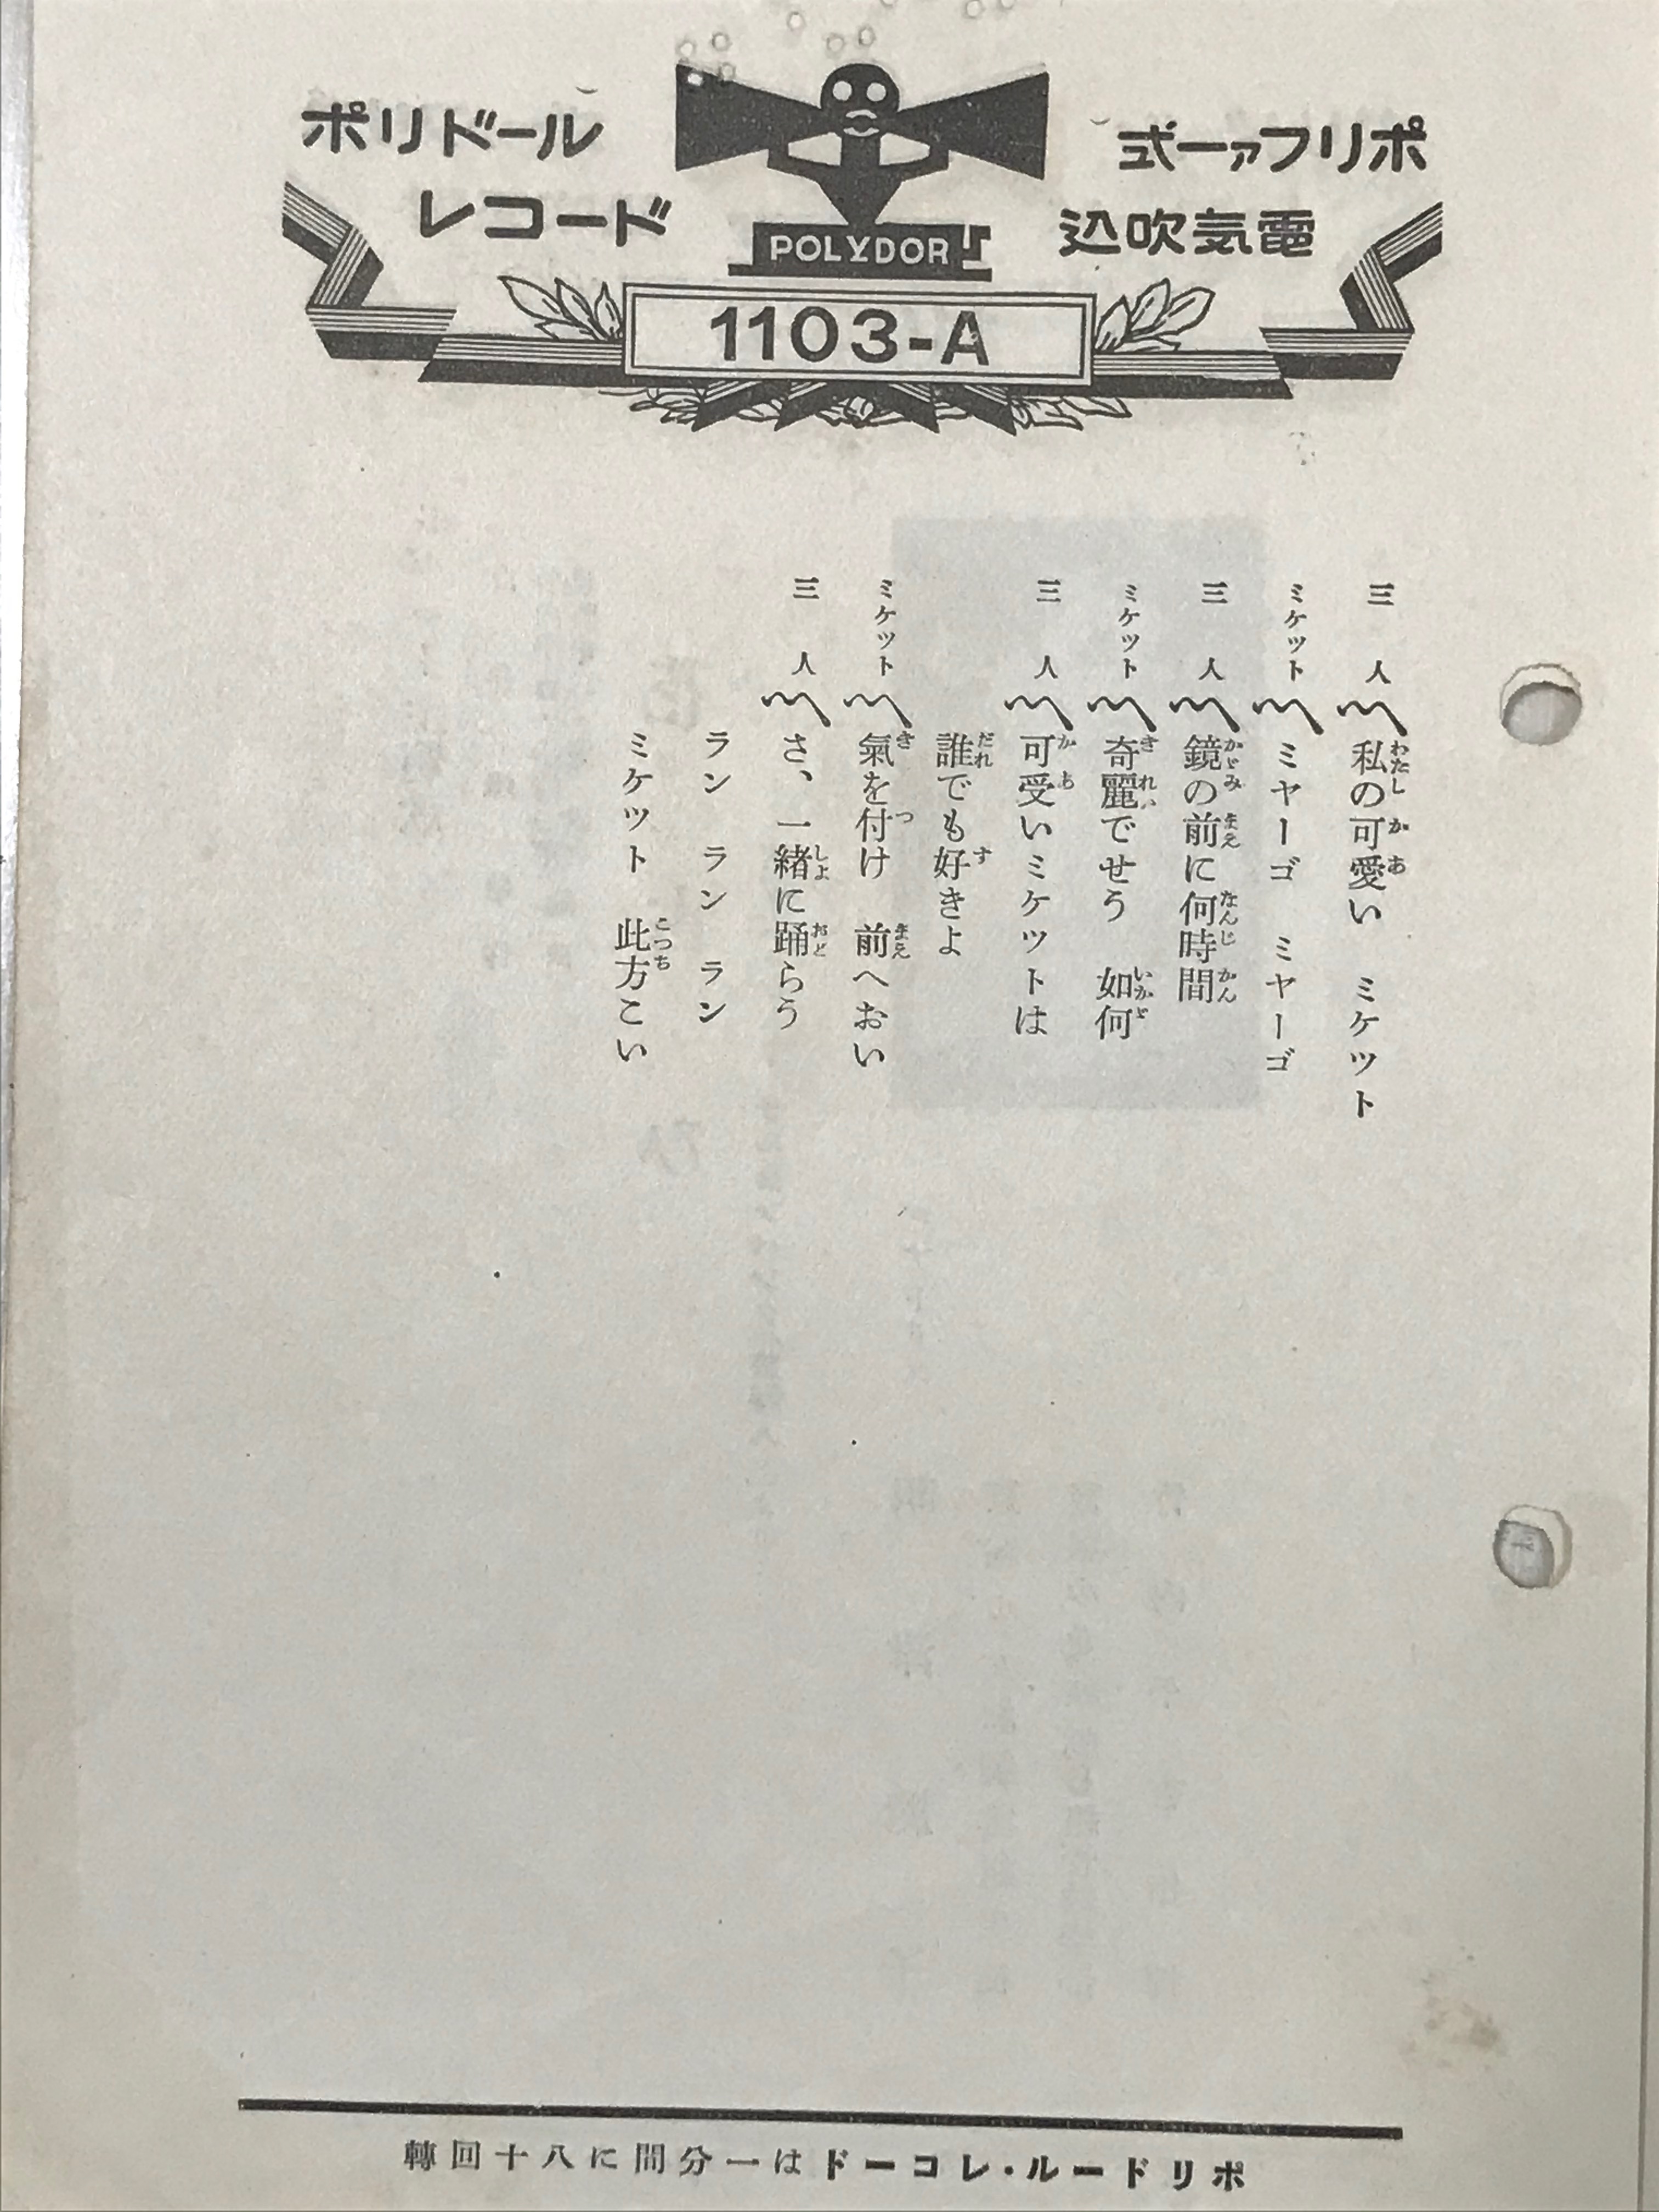 ポリドール
レコード
式ーァフリポ
込吹気電
POLYDOR
1103-A
三人 私の可愛い ミケツト
ミケット ミヤーゴ ミヤーゴ
三人 鏡の前に何時間
ミケット 奇麗でせう 如何
三人 可受いミケツトは
誰でも好きよ
ミケット 氣を付け 前へおい
三人 さ、一緒に踊らう
ラン ラン ラン
ミケツト 此方こい
轉回十八に間分一はドーコレ・ルードリポ